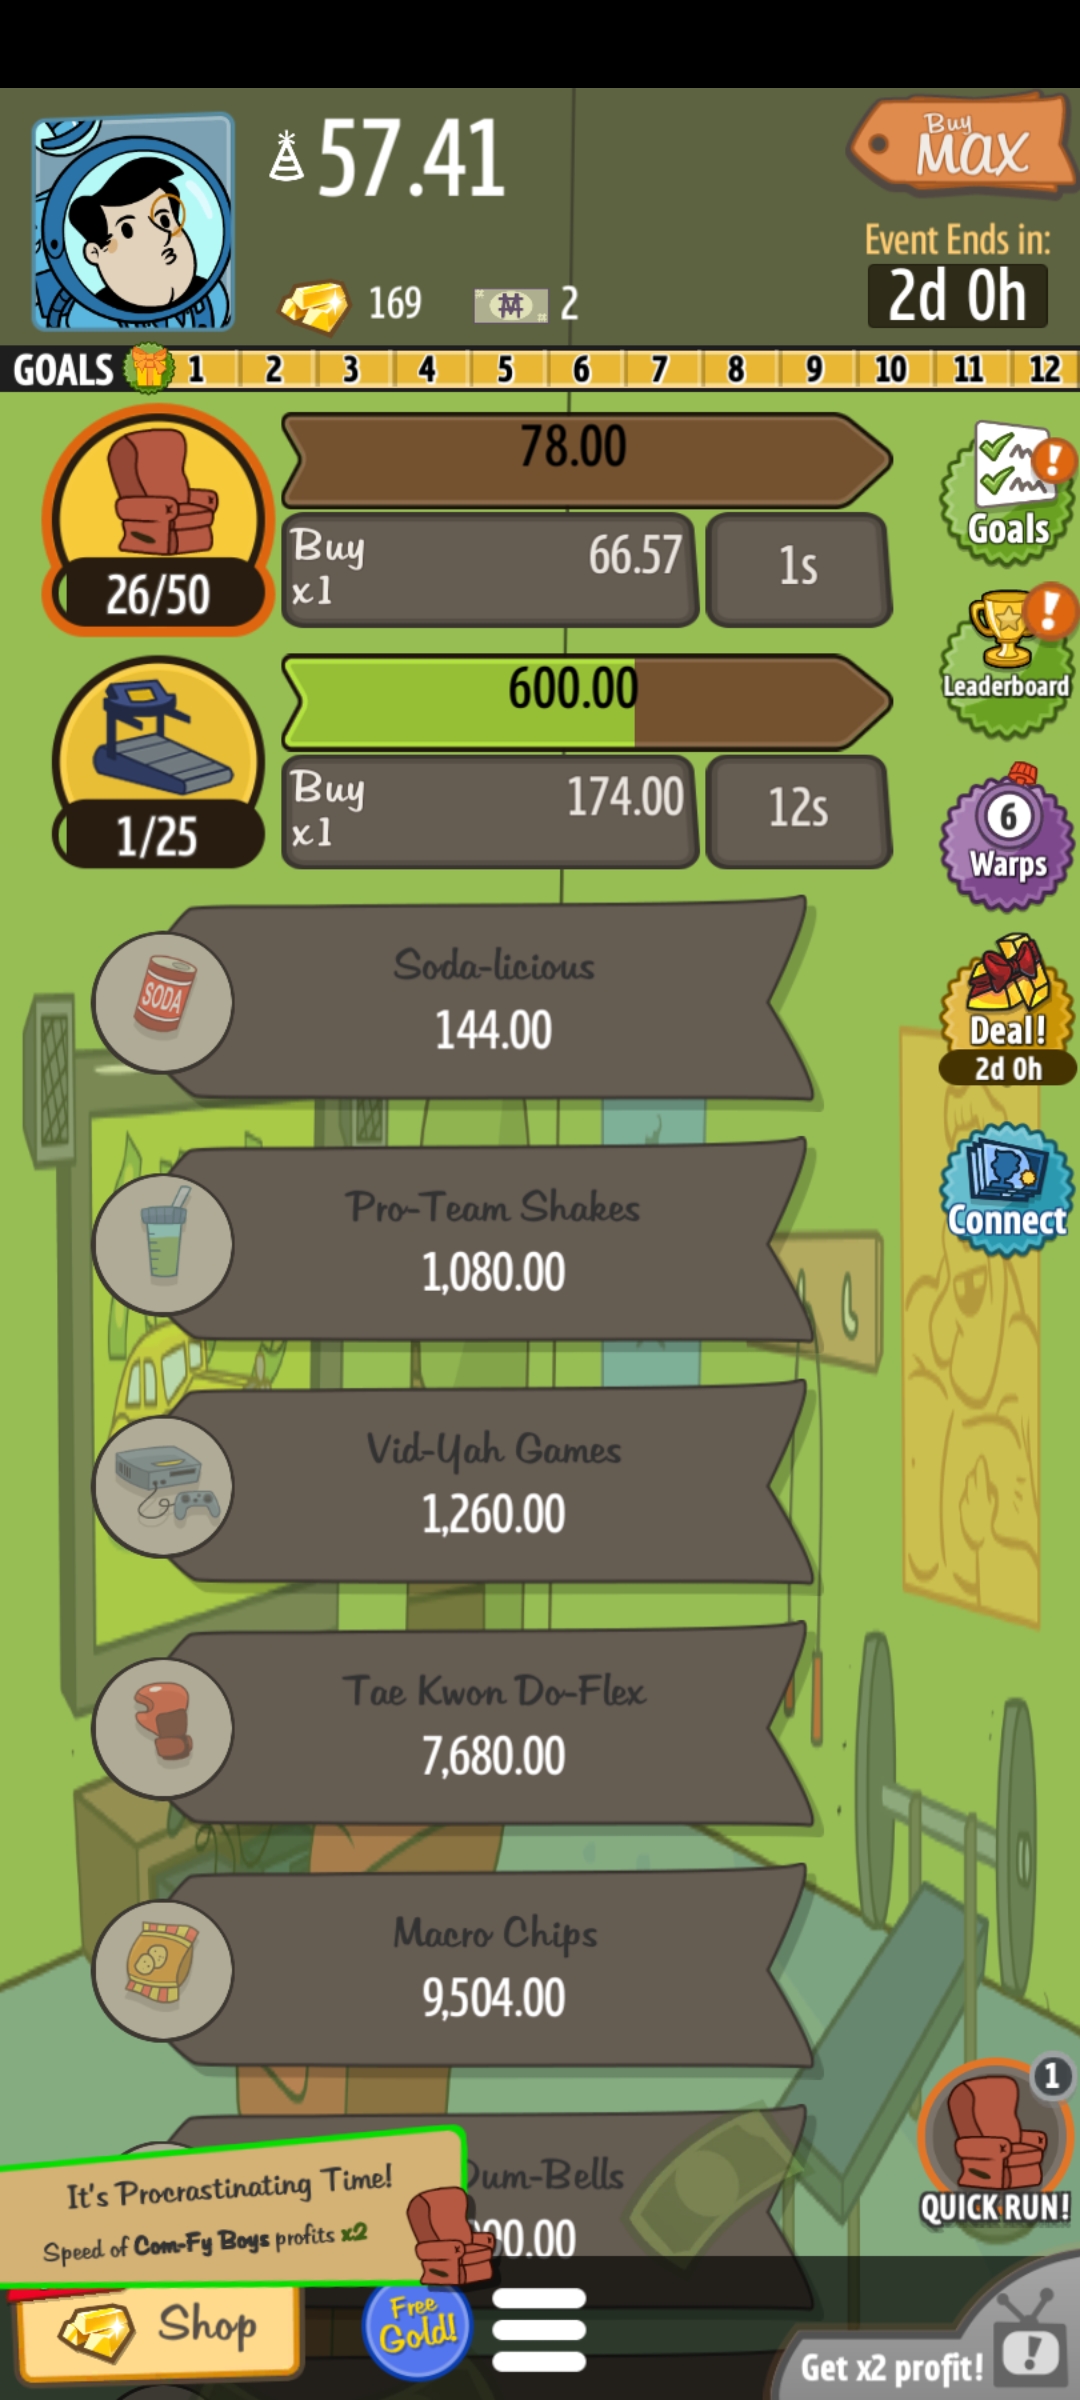 57.41
Buy
MAX
Event Ends in:
2d 0h
169
2
GOALS 1 2 3 4 5 6 7 8 9 10 11 12
78.00
Buy
x1
66.57
1s
26/50
Goals
600.00
Buy
x1
174.00
12s
1/25
Leaderboard
6
Warps
Soda-licious
144.00
SODA
Deal!
2d 0h
Pro-Team Shakes
1,080.00
Connect
Vid-Yah Games
1,260.00
Tae Kwon Do-Flex
7,680.00
Macro Chips
9,504.00
1
QUICK RUN!
Dum-Bells
00.00
It's Procrastinating Time!
Speed of Com-Fy Boys profits x2
Shop
Free
Gold!
Get x2 profit!